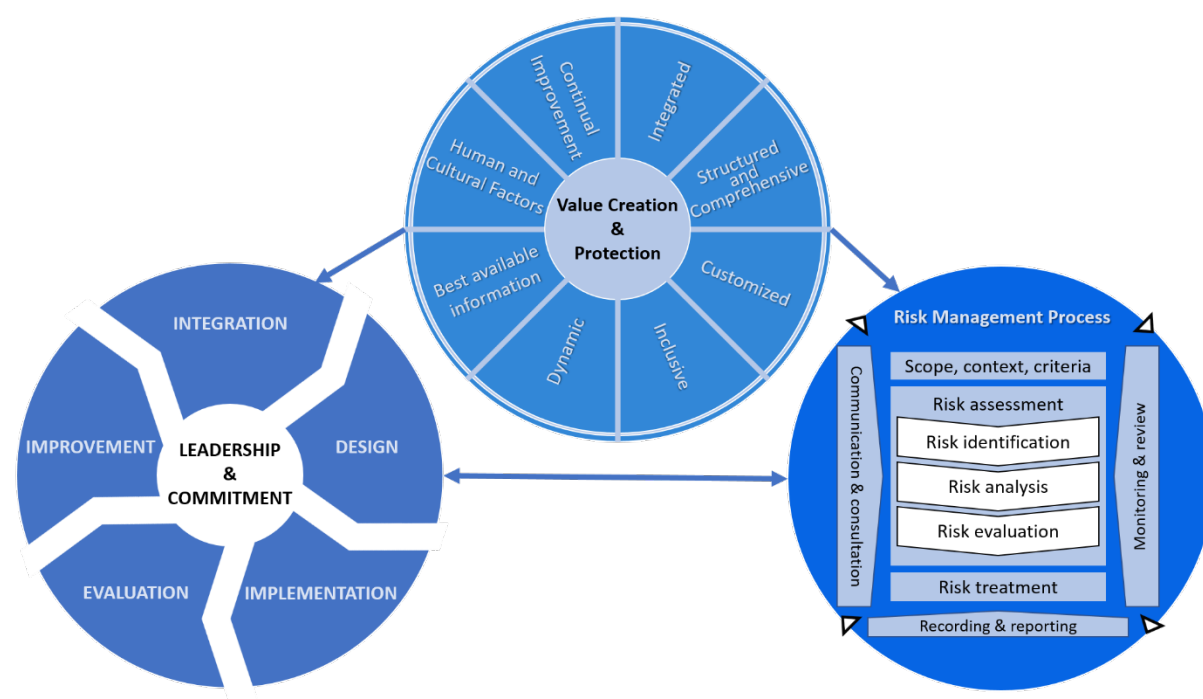 Continual
Improvement
Integrated
Structured
and
Comprehensive
Customized
Inclusive
Dynamic
Best available
information
Human and
Cultural Factors
Value Creation
&
Protection
INTEGRATION
DESIGN
IMPLEMENTATION
EVALUATION
IMPROVEMENT
LEADERSHIP
&
COMMITMENT
Risk Management Process
Scope, context, criteria
Risk assessment
Risk identification
Risk analysis
Risk evaluation
Risk treatment
Recording & reporting
Communication & consultation
Monitoring & review